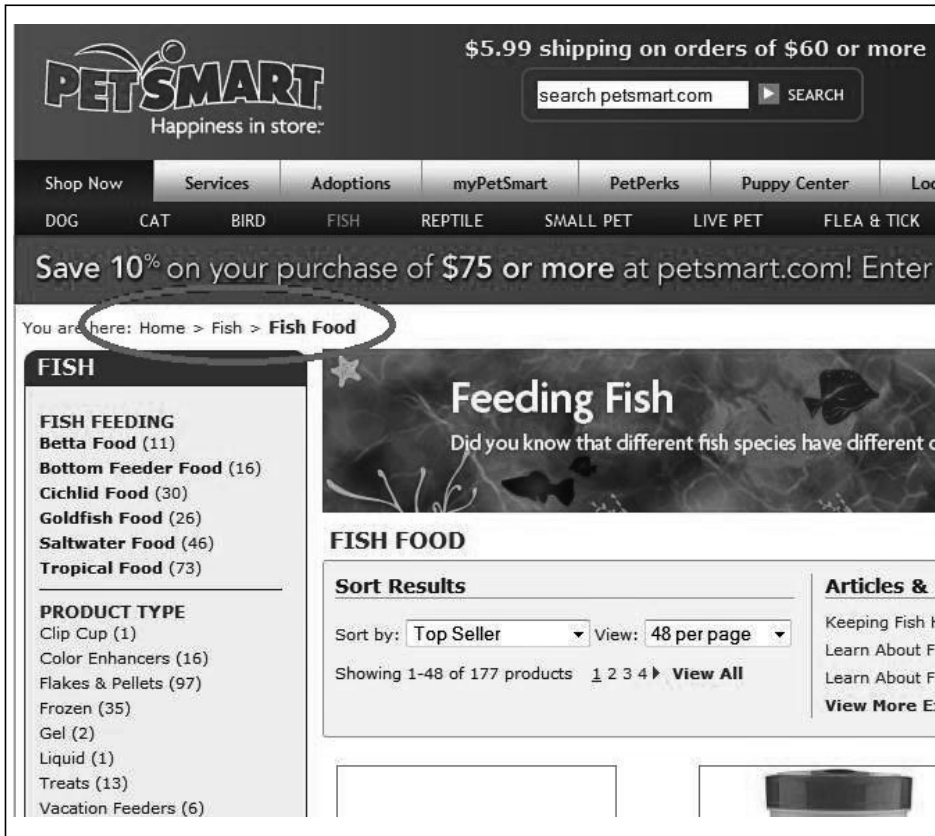 $5.99 shipping on orders of $60 or more
PETSMART
Happiness in store.
search petsmart.com SEARCH
Shop Now Services Adoptions myPetSmart PetPerks Puppy Center
DOG CAT BIRD FISH REPTILE SMALL PET LIVE PET FLEA & TICK
Save 10% on your purchase of $75 or more at petsmart.com! Enter
You are here: Home > Fish > Fish Food
FISH
FISH FEEDING
Betta Food (11)
Bottom Feeder Food (16)
Cichlid Food (30)
Goldfish Food (26)
Saltwater Food (46)
Tropical Food (73)
PRODUCT TYPE
Clip Cup (1)
Color Enhancers (16)
Flakes & Pellets (97)
Frozen (35)
Gel (2)
Liquid (1)
Treats (13)
Vacation Feeders (6)
Feeding Fish
Did you know that different fish species have different
FISH FOOD
Sort Results
Sort by: Top Seller View: 48 per page
Showing 1-48 of 177 products 1 2 3 4 View All
Articles &
Keeping Fish
Learn About
Learn About
View More